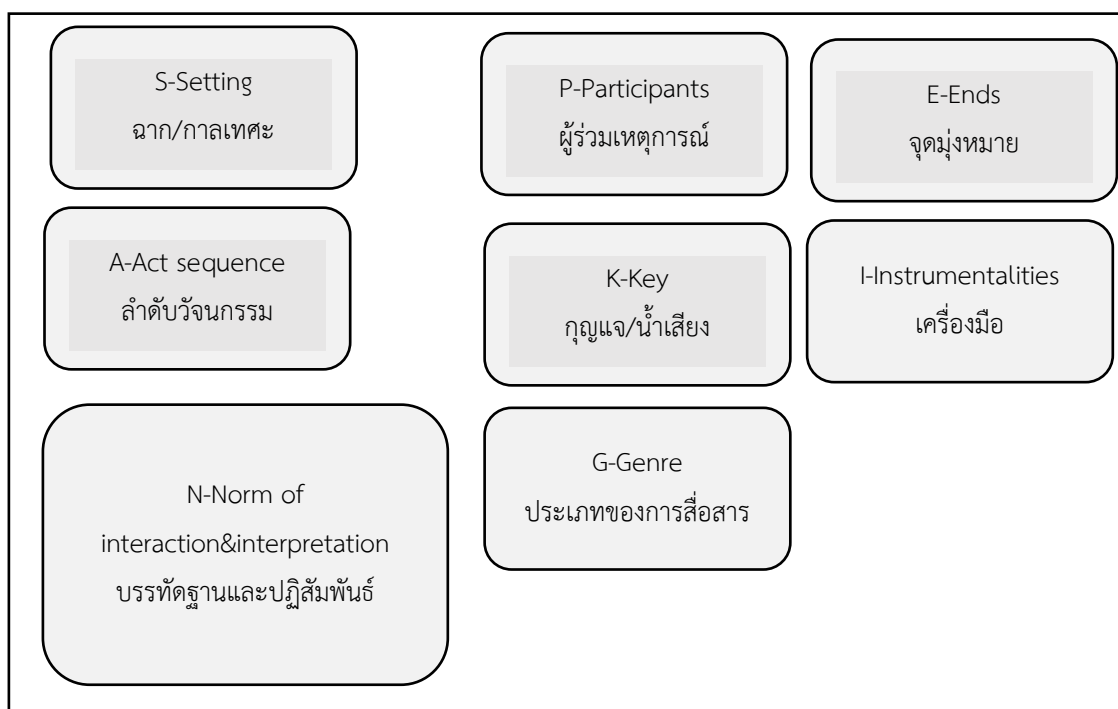 S-Setting
ฉาก/กาลเทศะ
P-Participants
ผู้ร่วมเหตุการณ์
E-Ends
จุดมุ่งหมาย
A-Act sequence
ลำดับวัจนกรรม
K-Key
กุญแจ/น้ำเสียง
I-Instrumentalities
เครื่องมือ
N-Norm of
interaction&interpretation
บรรทัดฐานและปฏิสัมพันธ์
G-Genre
ประเภทของการสื่อสาร